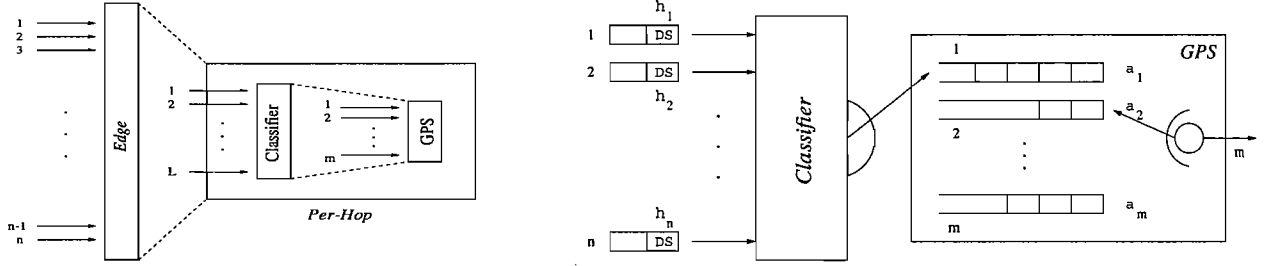 1
2
3
n-1
n
Edge
1
2
L
Classifier
1
2
m
GPS
Per-Hop
h1
1 DS
2 DS
h2
hn
n DS
Classifier
GPS
1
a1
a2
2
am
m
m